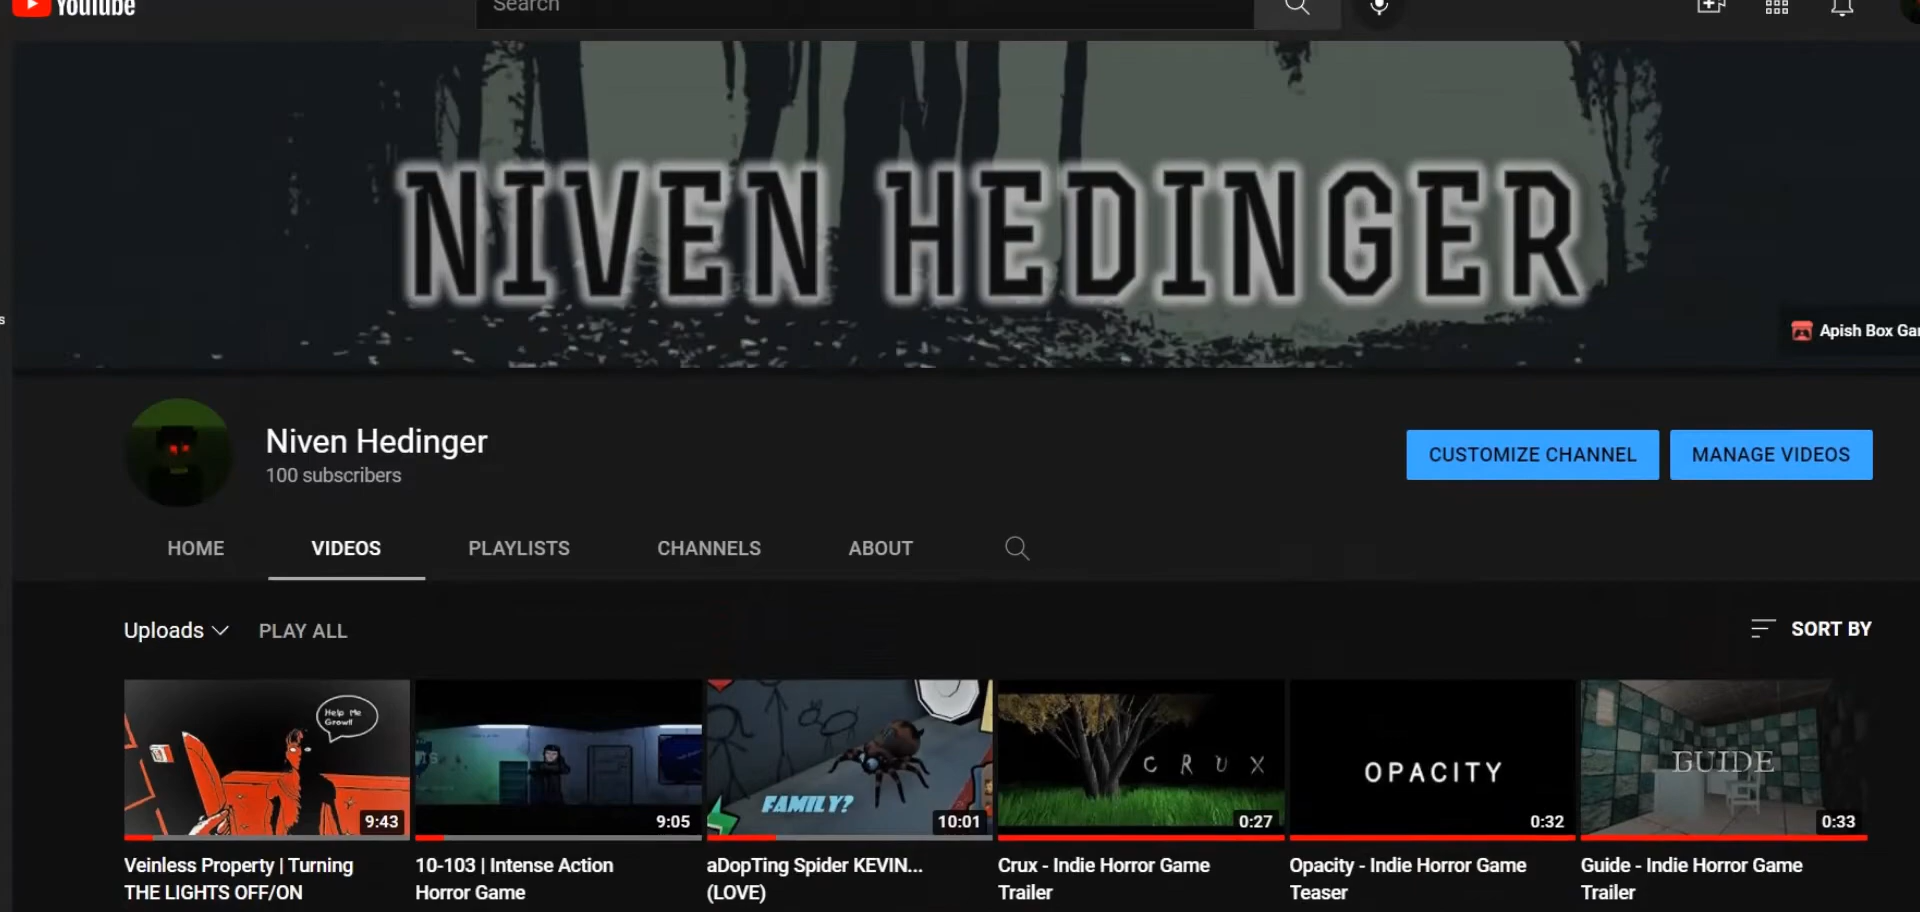 YouTube
Search
NIVEN HEDINGER
Apish Box
Niven Hedinger
100 subscribers
CUSTOMIZE CHANNEL
MANAGE VIDEOS
HOME
VIDEOS
PLAYLISTS
CHANNELS
ABOUT
Uploads
PLAY ALL
SORT BY
Help Me
Grow!!
9:43
9:05
FAMILY?
10:01
CRUX
0:27
OPACITY
0:32
GUIDE
0:33
Veinless Property | Turning
THE LIGHTS OFF/ON
10-103 | Intense Action
Horror Game
aDopTing Spider KEVIN...
(LOVE)
Crux - Indie Horror Game
Trailer
Opacity - Indie Horror Game
Teaser
Guide - Indie Horror Game
Trailer